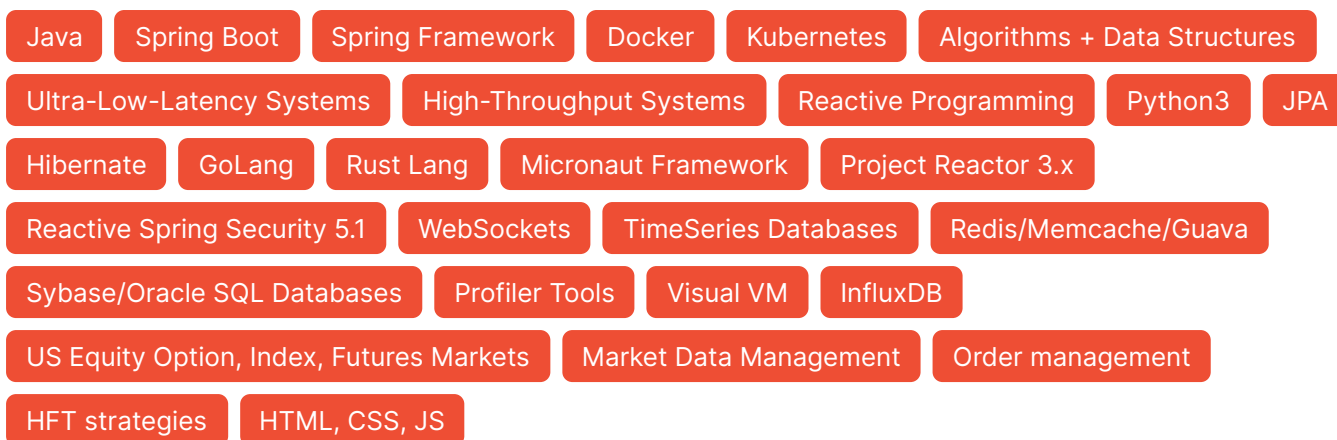 Java Spring Boot Spring Framework Docker Kubernetes Algorithms + Data Structures
Ultra-Low-Latency Systems High-Throughput Systems Reactive Programming Python3 JPA
Hibernate GoLang Rust Lang Micronaut Framework Project Reactor 3.x
Reactive Spring Security 5.1 WebSockets TimeSeries Databases Redis/Memcache/Guava
Sybase/Oracle SQL Databases Profiler Tools Visual VM InfluxDB
US Equity Option, Index, Futures Markets Market Data Management Order management
HFT strategies HTML, CSS, JS